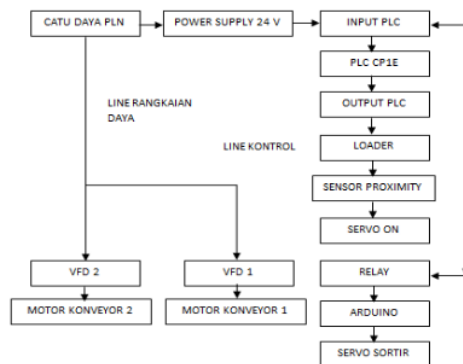 CATU DAYA PLN
POWER SUPPLY 24 V
INPUT PLC
PLC CP1E
LINE RANGKAIAN
DAYA
OUTPUT PLC
LINE KONTROL
LOADER
SENSOR PROXIMITY
SERVO ON
VFD 2
VFD 1
RELAY
MOTOR KONVEYOR 2
MOTOR KONVEYOR 1
ARDUINO
SERVO SORTIR